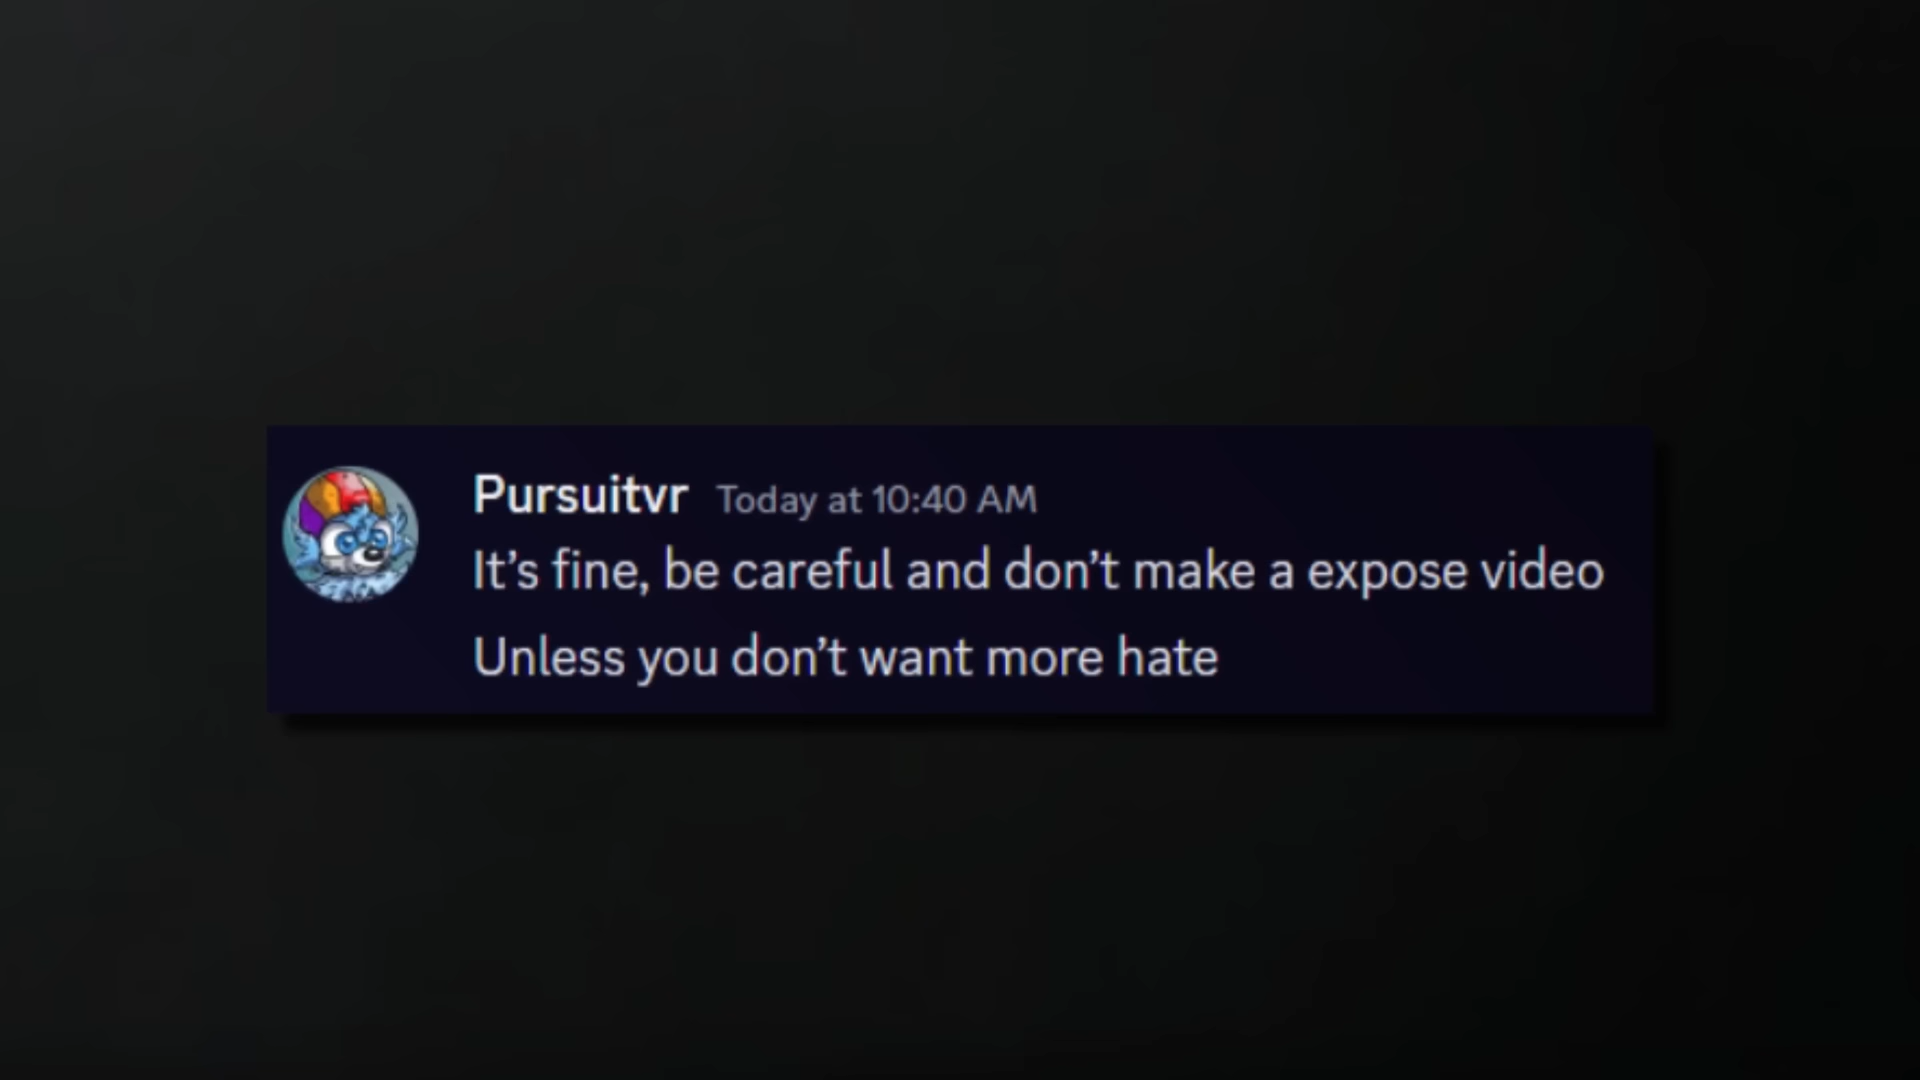 Pursuitvr Today at 10:40 AM
It’s fine, be careful and don’t make a expose video
Unless you don’t want more hate